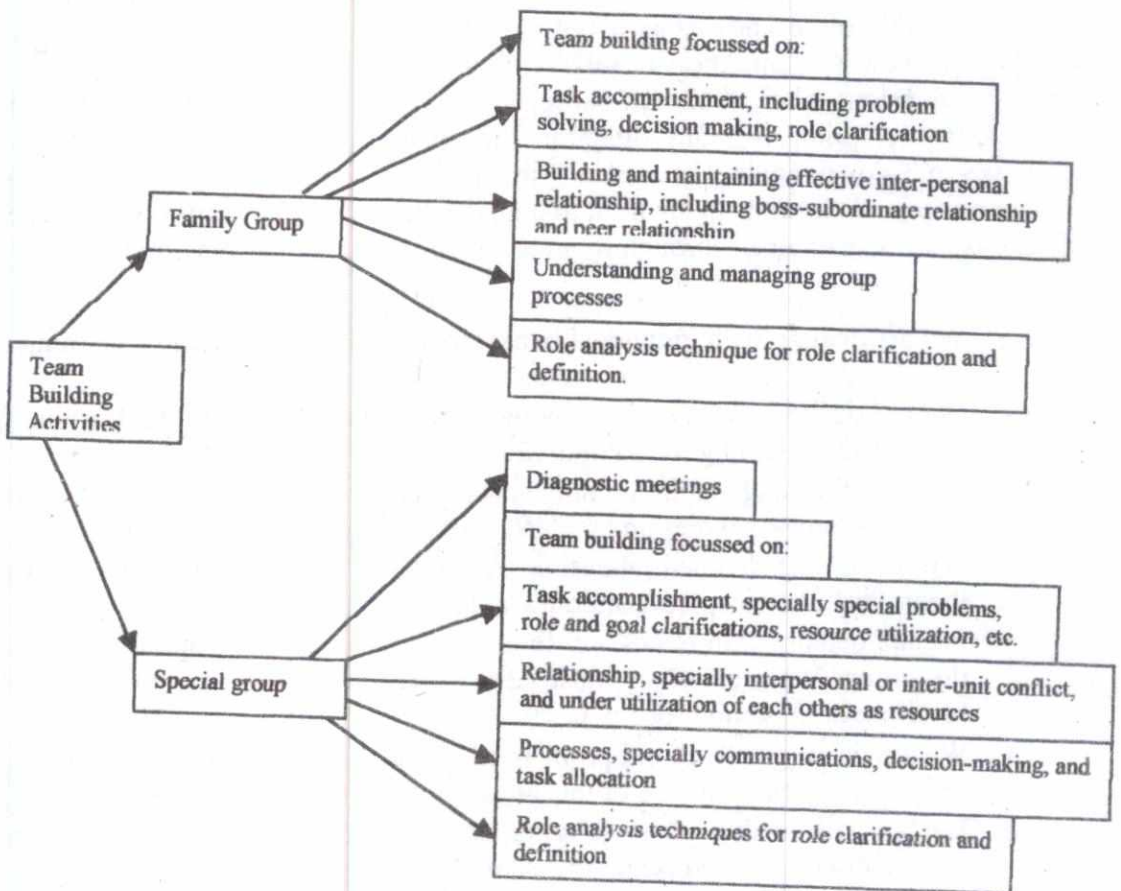 Team building focussed on:
Task accomplishment, including problem
solving, decision making, role clarification
Building and maintaining effective inter-personal
relationship, including boss-subordinate relationship
and peer relationship
Family Group
Understanding and managing group
processes
Role analysis technique for role clarification and
definition.
Team
Building
Activities
Diagnostic meetings
Team building focussed on:
Task accomplishment, specially special problems,
role and goal clarifications, resource utilization, etc.
Special group
Relationship, specially interpersonal or inter-unit conflict,
and under utilization of each others as resources
Processes, specially communications, decision-making, and
task allocation
Role analysis techniques for role clarification and
definition